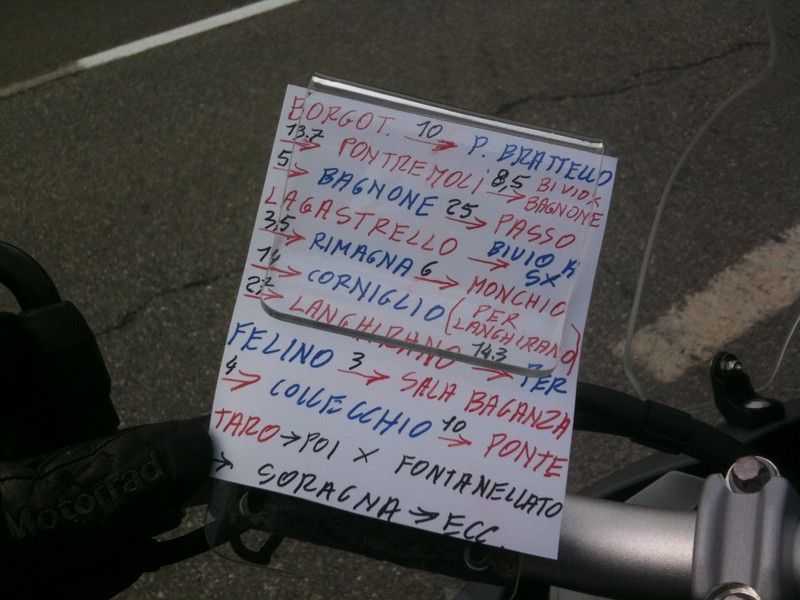 BORGOT. 10 → P. BRATTELLO
13.7 → PONTREMOLI 8,5 → BIVIO X BAGNONE
5 → BAGNONE 25 → PASSO
LAGASTRELLO → BIVIO A SX
3,5 → RIMAGNA 6 → MONCHIO
14 → CORNIGLIO (PER LANGHIRANO)
→ LANGHIRANO 14.3 → PER
FELINO 3 → SALA BAGANZA
4 → COLLECCHIO 10 → PONTE
TARO → POI X FONTANELLATO
→ SORAGNA → ECC.
Motorrad